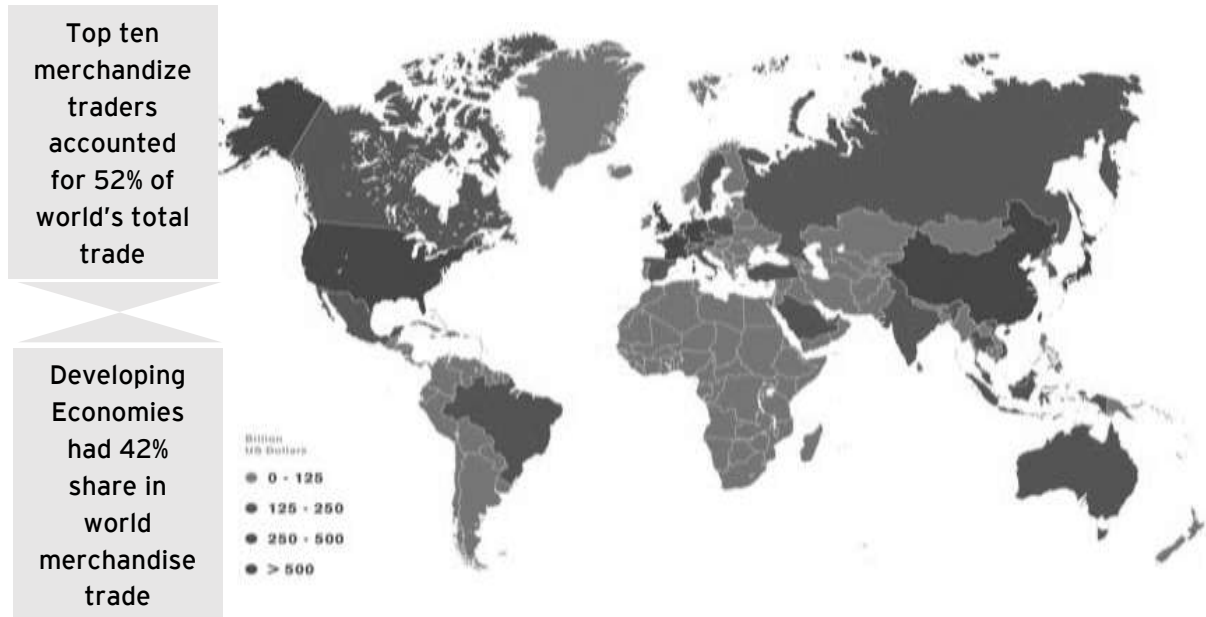 Top ten
merchandize
traders
accounted
for 52% of
world's total
trade
Developing
Economies
had 42%
share in
world
merchandise
trade
Billion
US Dollars
0 - 125
125 - 250
250 - 500
> 500